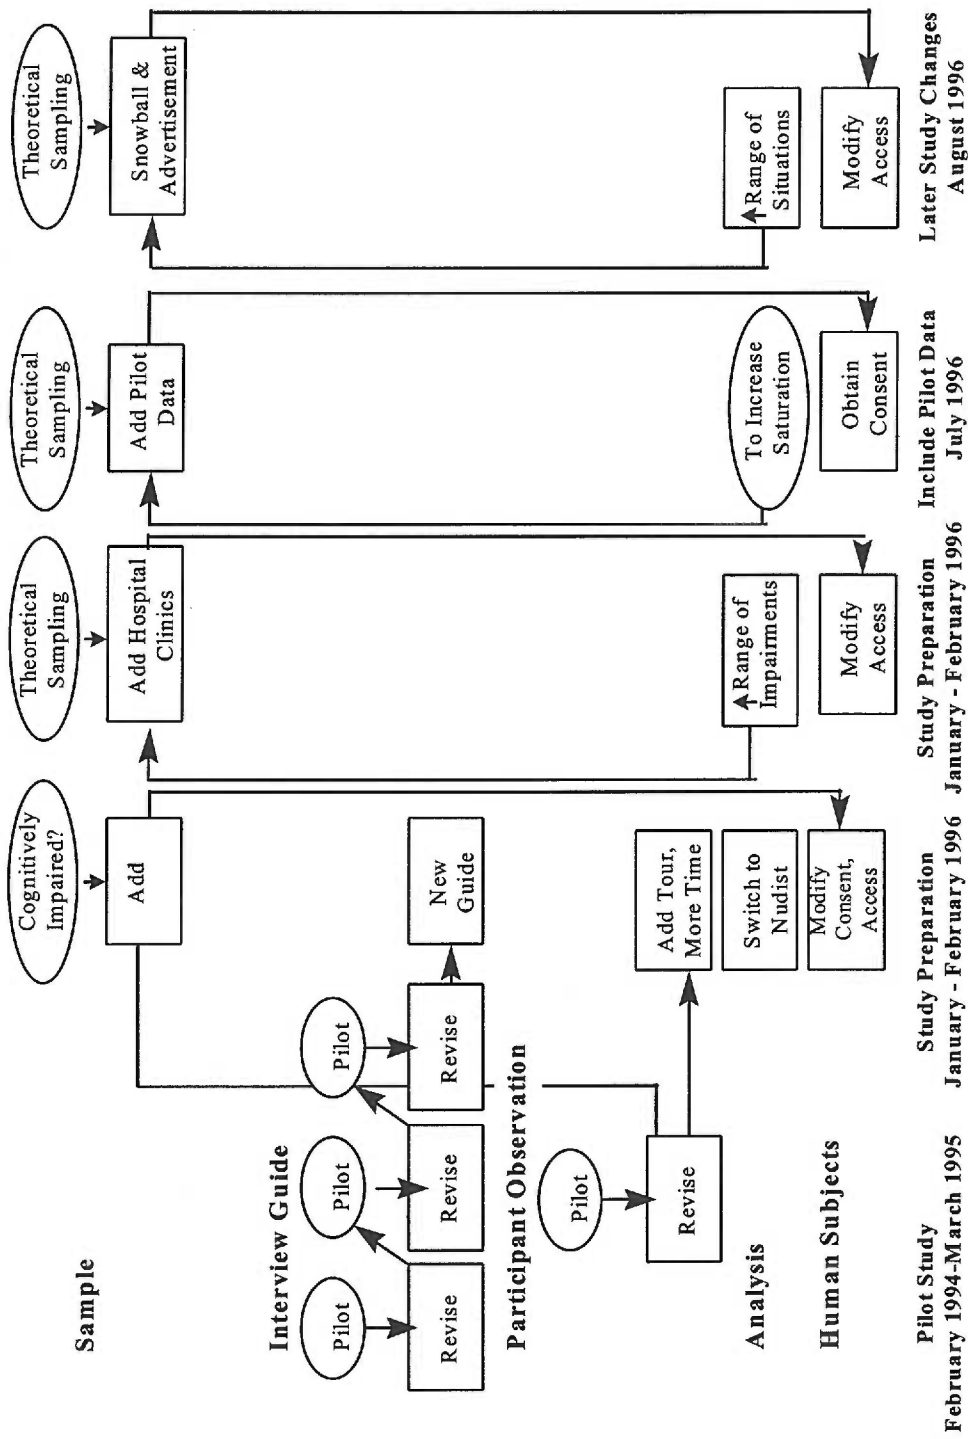 Cognitively
Impaired?
Theoretical
Sampling
Theoretical
Sampling
Theoretical
Sampling
Sample
Add
Add Hospital
Clinics
Add Pilot
Data
Snowball &
Advertisement
Interview Guide
Pilot
Pilot
Pilot
Revise
Revise
Revise
New
Guide
Participant Observation
Pilot
Revise
Add Tour,
More Time
Analysis
Switch to
Nudist
Range of
Impairments
To Increase
Saturation
Range of
Situations
Human Subjects
Modify
Consent,
Access
Modify
Access
Obtain
Consent
Modify
Access
Pilot Study
February 1994-March 1995
Study Preparation
January - February 1996
Study Preparation
January - February 1996
Include Pilot Data
July 1996
Later Study Changes
August 1996